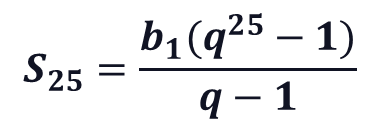 S₂₅ = b₁(q²⁵ − 1) / q − 1